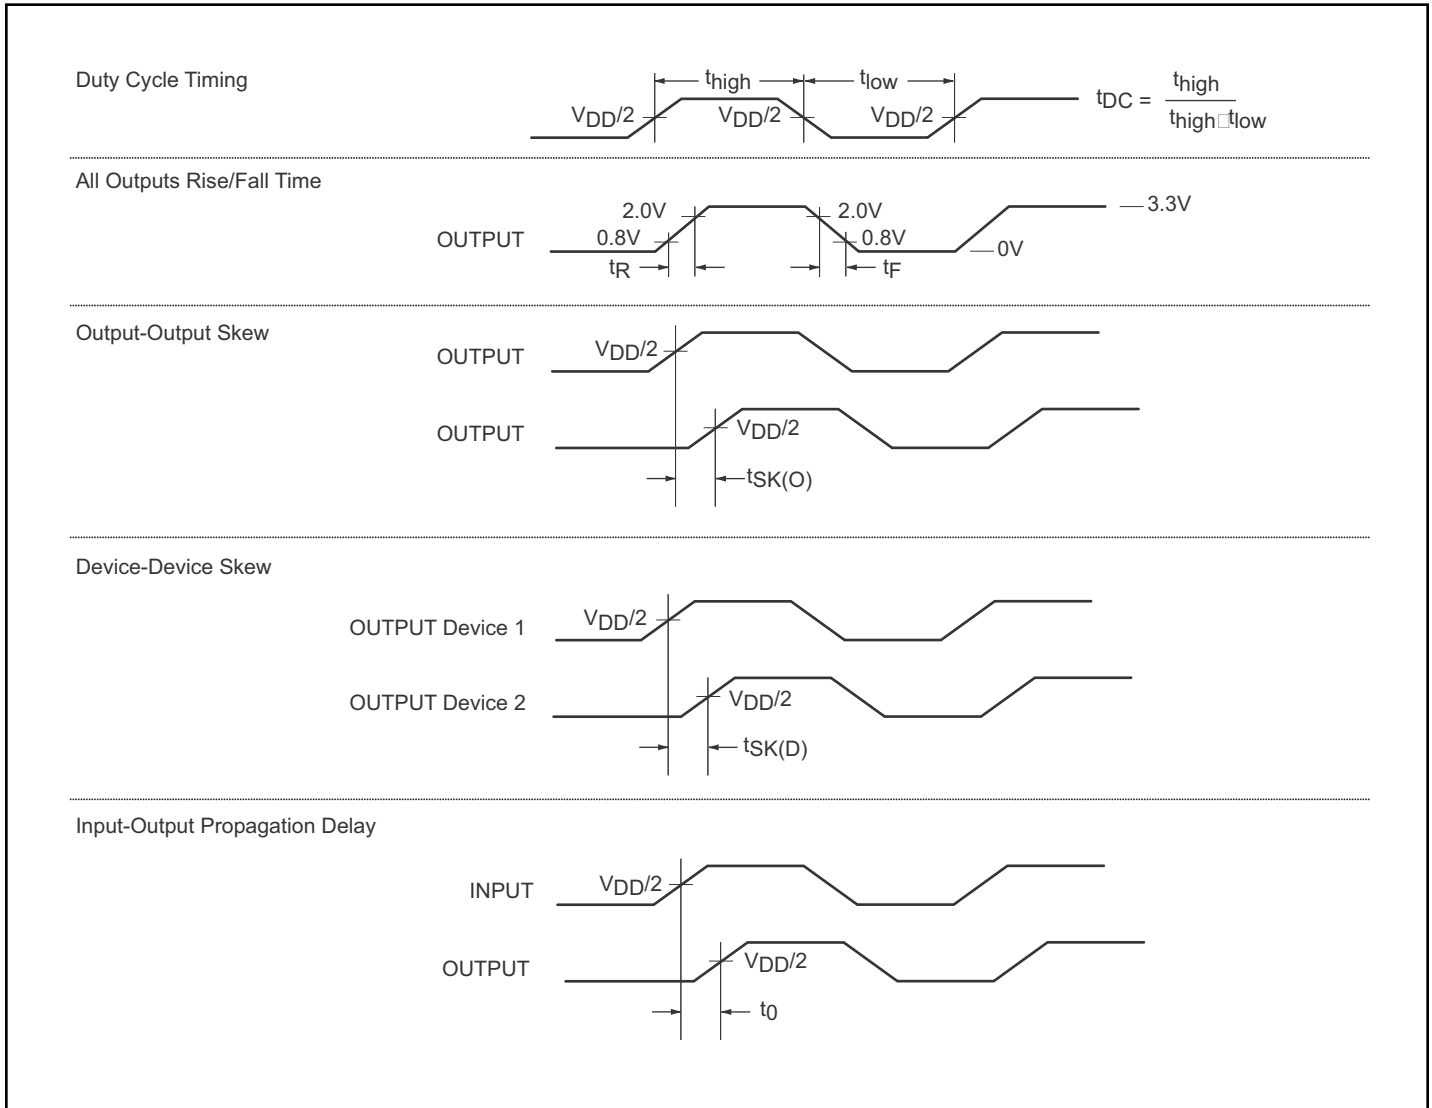 Duty Cycle Timing
thigh
tlow
VDD/2
VDD/2
VDD/2
tDC = thigh
thigh□tlow
All Outputs Rise/Fall Time
OUTPUT
2.0V
0.8V
2.0V
0.8V
3.3V
0V
tR
tF
Output-Output Skew
OUTPUT
VDD/2
OUTPUT
VDD/2
tSK(O)
Device-Device Skew
OUTPUT Device 1
VDD/2
OUTPUT Device 2
VDD/2
tSK(D)
Input-Output Propagation Delay
INPUT
VDD/2
OUTPUT
VDD/2
t0